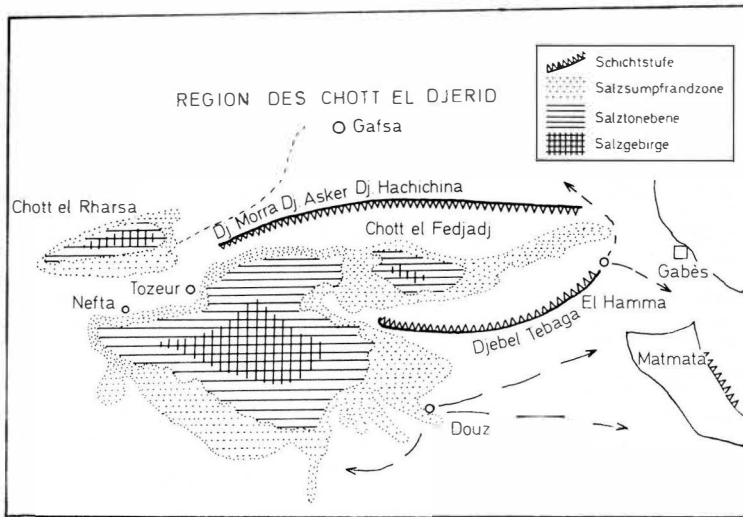 Schichtstufe
Salzsumpfrandzone
Salztonebene
Salzgebirge
REGION DES CHOTT EL DJERID
Gafsa
Dj. Morra Dj. Asker Dj. Hachichina
Chott el Rharsa
Chott el Fedjadj
Tozeur
Nefta
Gabès
El Hamma
Djebel Tebaga
Matmata
Douz